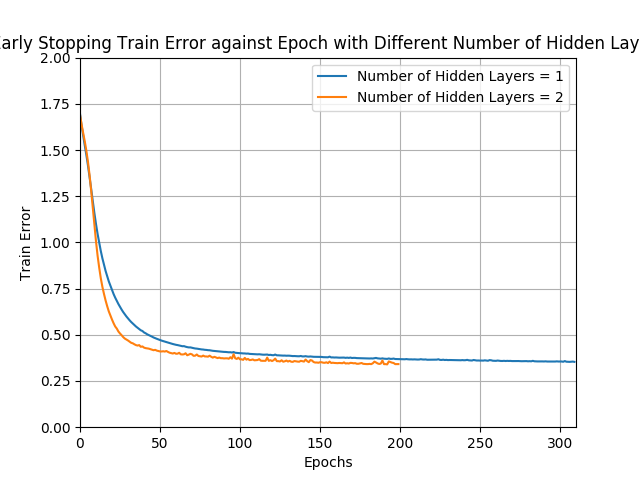 Early Stopping Train Error against Epoch with Different Number of Hidden Lay
2.00
Number of Hidden Layers = 1
Number of Hidden Layers = 2
1.75
1.50
1.25
1.00
0.75
0.50
0.25
0.00
Train Error
0 50 100 150 200 250 300
Epochs